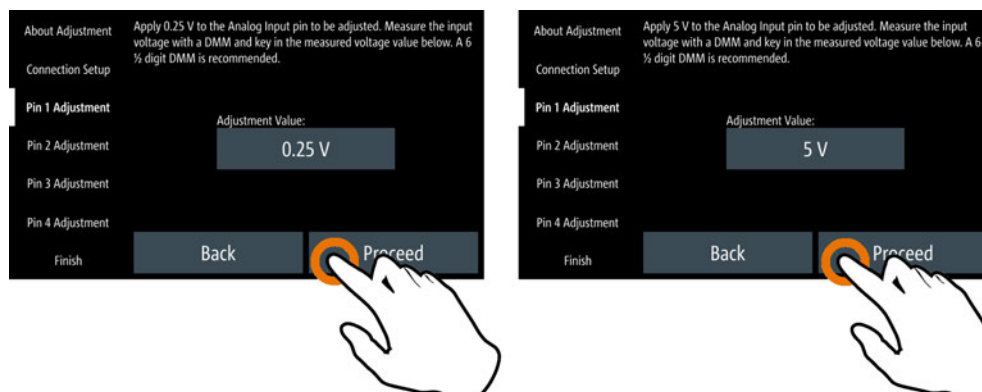 About Adjustment
Connection Setup
Pin 1 Adjustment
Pin 2 Adjustment
Pin 3 Adjustment
Pin 4 Adjustment
Finish
Apply 0.25 V to the Analog Input pin to be adjusted. Measure the input
voltage with a DMM and key in the measured voltage value below. A 6
½ digit DMM is recommended.
Adjustment Value:
0.25 V
Back
Proceed
About Adjustment
Connection Setup
Pin 1 Adjustment
Pin 2 Adjustment
Pin 3 Adjustment
Pin 4 Adjustment
Finish
Apply 5 V to the Analog Input pin to be adjusted. Measure the input
voltage with a DMM and key in the measured voltage value below. A 6
½ digit DMM is recommended.
Adjustment Value:
5 V
Back
Proceed